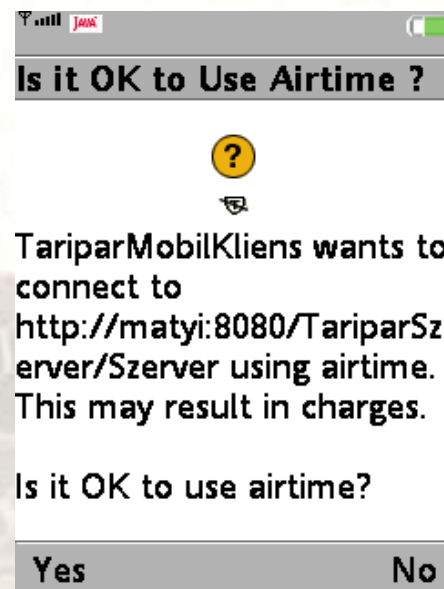 Java
Is it OK to Use Airtime ?
?
TariparMobilKliens wants to
connect to
http://matyi:8080/TariparSz
erver/Szerver using airtime.
This may result in charges.
Is it OK to use airtime?
Yes No